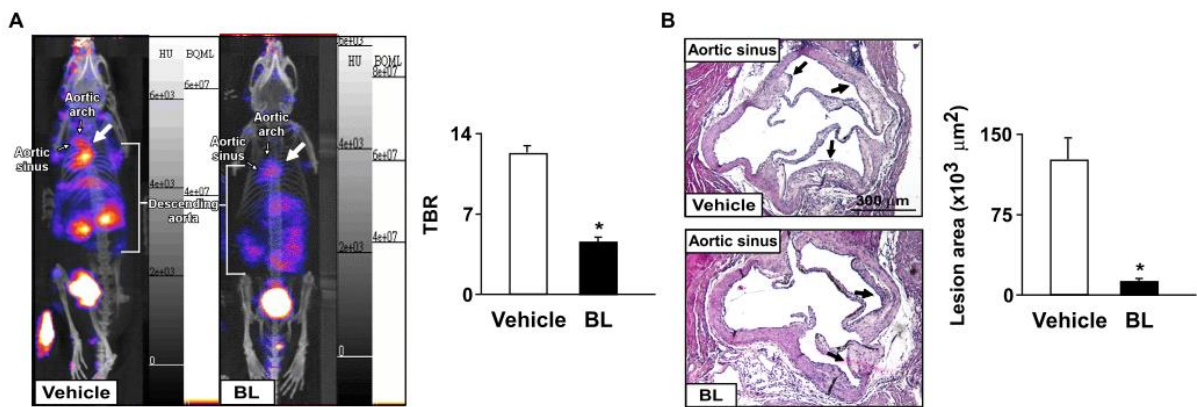 A
HU
BQML
6e+07
6e+03
4e+03
4e+07
2e+03
0
Aortic
arch
Aortic
sinus
Descending
aorta
Vehicle
6e+03
HU
BQML
8e+07
4e+03
6e+07
2e+03
4e+07
0
Aortic
arch
Aortic
sinus
BL
TBR
14
7
0
*
Vehicle
BL
B
Aortic sinus
Vehicle
300 µm
Aortic sinus
BL
Lesion area (x10³ µm²)
150
75
0
*
Vehicle
BL